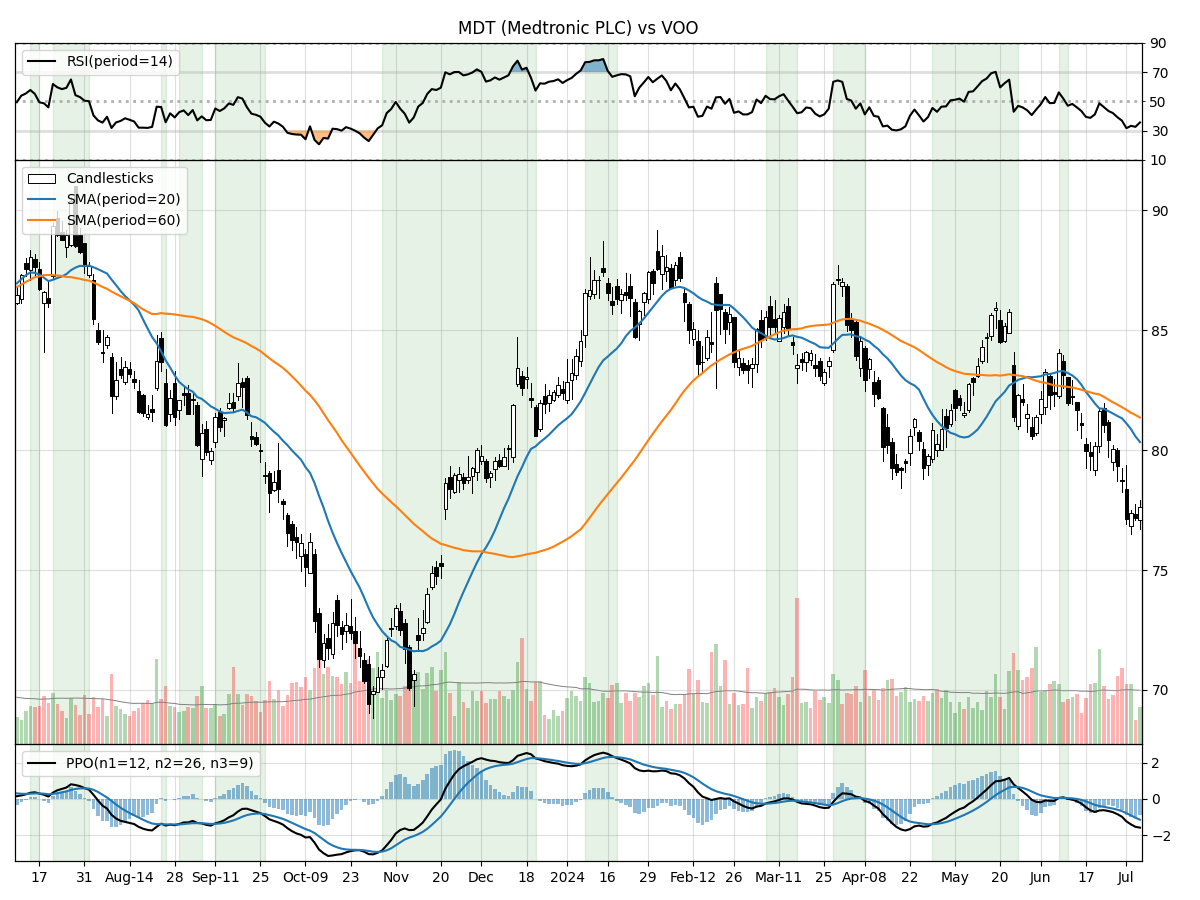 MDT (Medtronic PLC) vs VOO
RSI(period=14)
90
70
50
30
10
Candlesticks
SMA(period=20)
SMA(period=60)
90
85
80
75
70
PPO(n1=12, n2=26, n3=9)
2
0
−2
17 31 Aug-14 28 Sep-11 25 Oct-09 23 Nov 20 Dec 18 2024 16 29 Feb-12 26 Mar-11 25 Apr-08 22 May 20 Jun 17 Jul